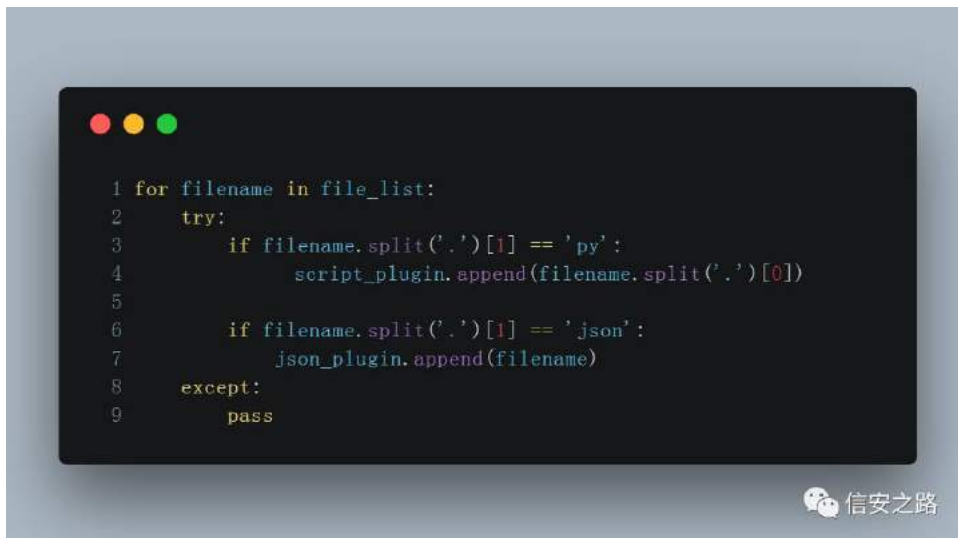 1 for filename in file_list:
2     try:
3         if filename.split('.')[1] == 'py':
4              script_plugin.append(filename.split('.')[0])
5
6         if filename.split('.')[1] == 'json':
7             json_plugin.append(filename)
8     except:
9         pass
信安之路